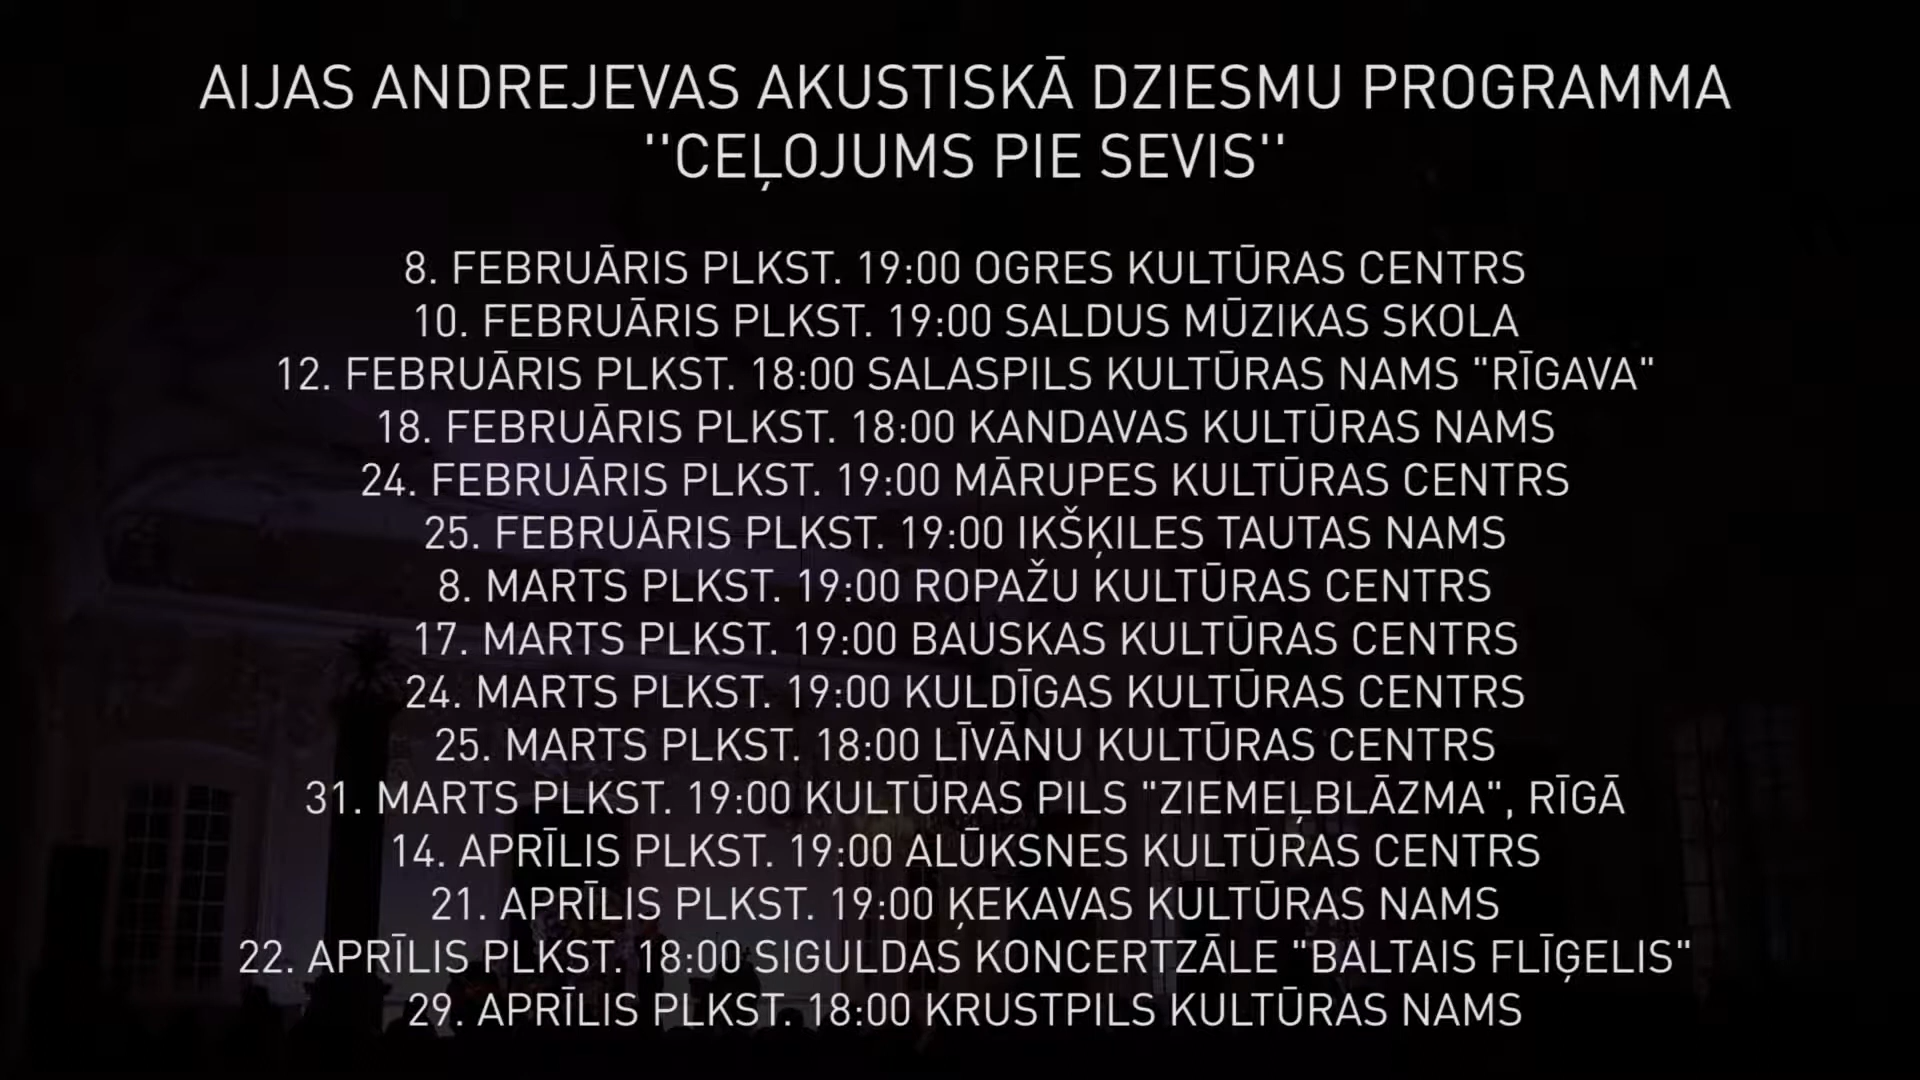 AIJAS ANDREJEVAS AKUSTISKĀ DZIESMU PROGRAMMA
''CEĻOJUMS PIE SEVIS''
8. FEBRUĀRIS PLKST. 19:00 OGRES KULTŪRAS CENTRS
10. FEBRUĀRIS PLKST. 19:00 SALDUS MŪZIKAS SKOLA
12. FEBRUĀRIS PLKST. 18:00 SALASPILS KULTŪRAS NAMS "RĪGAVA"
18. FEBRUĀRIS PLKST. 18:00 KANDAVAS KULTŪRAS NAMS
24. FEBRUĀRIS PLKST. 19:00 MĀRUPES KULTŪRAS CENTRS
25. FEBRUĀRIS PLKST. 19:00 IKŠĶILES TAUTAS NAMS
8. MARTS PLKST. 19:00 ROPAŽU KULTŪRAS CENTRS
17. MARTS PLKST. 19:00 BAUSKAS KULTŪRAS CENTRS
24. MARTS PLKST. 19:00 KULDĪGAS KULTŪRAS CENTRS
25. MARTS PLKST. 18:00 LĪVĀNU KULTŪRAS CENTRS
31. MARTS PLKST. 19:00 KULTŪRAS PILS "ZIEMEĻBLĀZMA", RĪGĀ
14. APRĪLIS PLKST. 19:00 ALŪKSNES KULTŪRAS CENTRS
21. APRĪLIS PLKST. 19:00 ĶEKAVAS KULTŪRAS NAMS
22. APRĪLIS PLKST. 18:00 SIGULDAS KONCERTZĀLE "BALTAIS FLĪĢELIS"
29. APRĪLIS PLKST. 18:00 KRUSTPILS KULTŪRAS NAMS